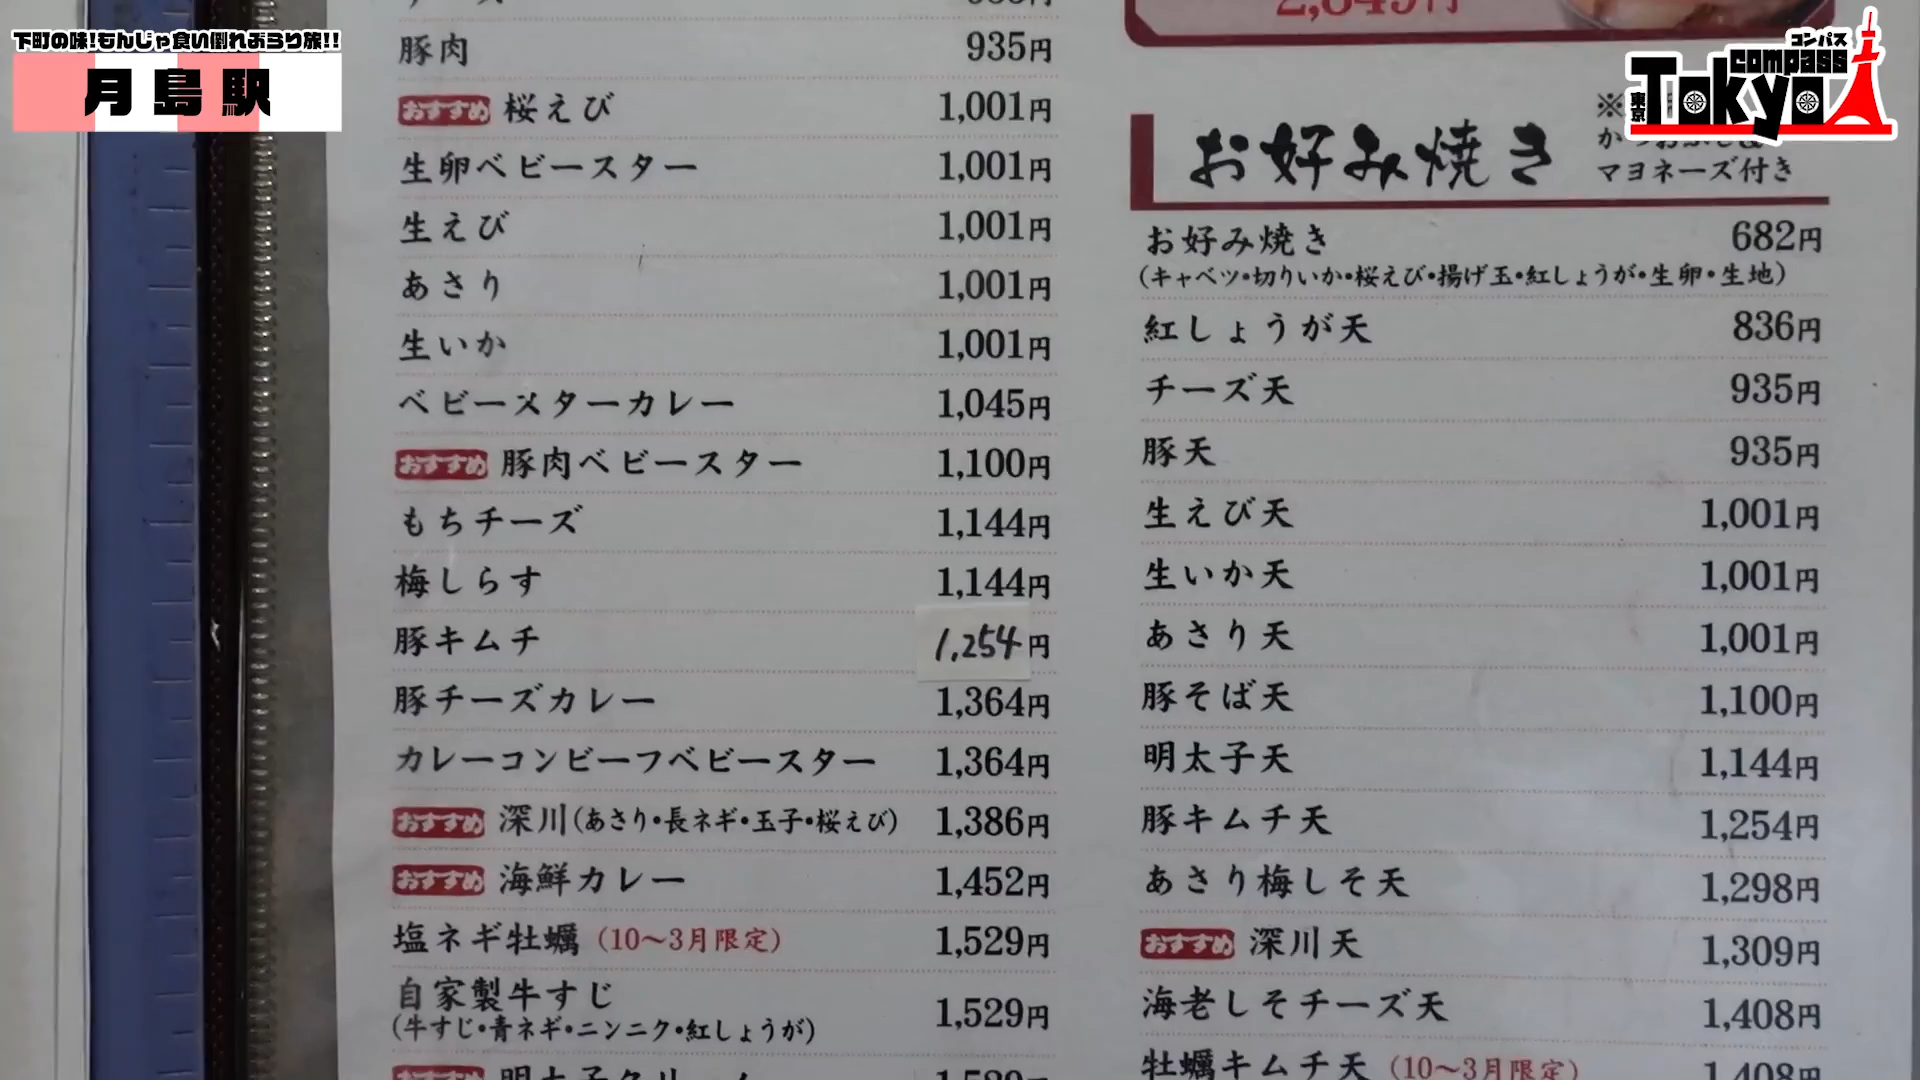 下町の味!もんじゃ食い倒れぶらり旅!!
月島駅
コンパス
compass
東京
Tokyo
豚肉 935円
おすすめ 桜えび 1,001円
生卵ベビースター 1,001円
生えび 1,001円
あさり 1,001円
生いか 1,001円
ベビースターカレー 1,045円
おすすめ 豚肉ベビースター 1,100円
もちチーズ 1,144円
梅しらす 1,144円
豚キムチ 1,254円
豚チーズカレー 1,364円
カレーコンビーフベビースター 1,364円
おすすめ 深川(あさり・長ネギ・玉子・桜えび) 1,386円
おすすめ 海鮮カレー 1,452円
塩ネギ牡蠣(10〜3月限定) 1,529円
自家製牛すじ 1,529円
(牛すじ・青ネギ・ニンニク・紅しょうが)
お好み焼き
マヨネーズ付き
お好み焼き 682円
(キャベツ・切りいか・桜えび・揚げ玉・紅しょうが・生卵・生地)
紅しょうが天 836円
チーズ天 935円
豚天 935円
生えび天 1,001円
生いか天 1,001円
あさり天 1,001円
豚そば天 1,100円
明太子天 1,144円
豚キムチ天 1,254円
あさり梅しそ天 1,298円
おすすめ 深川天 1,309円
海老しそチーズ天 1,408円
牡蠣キムチ天(10〜3月限定) 1,408円